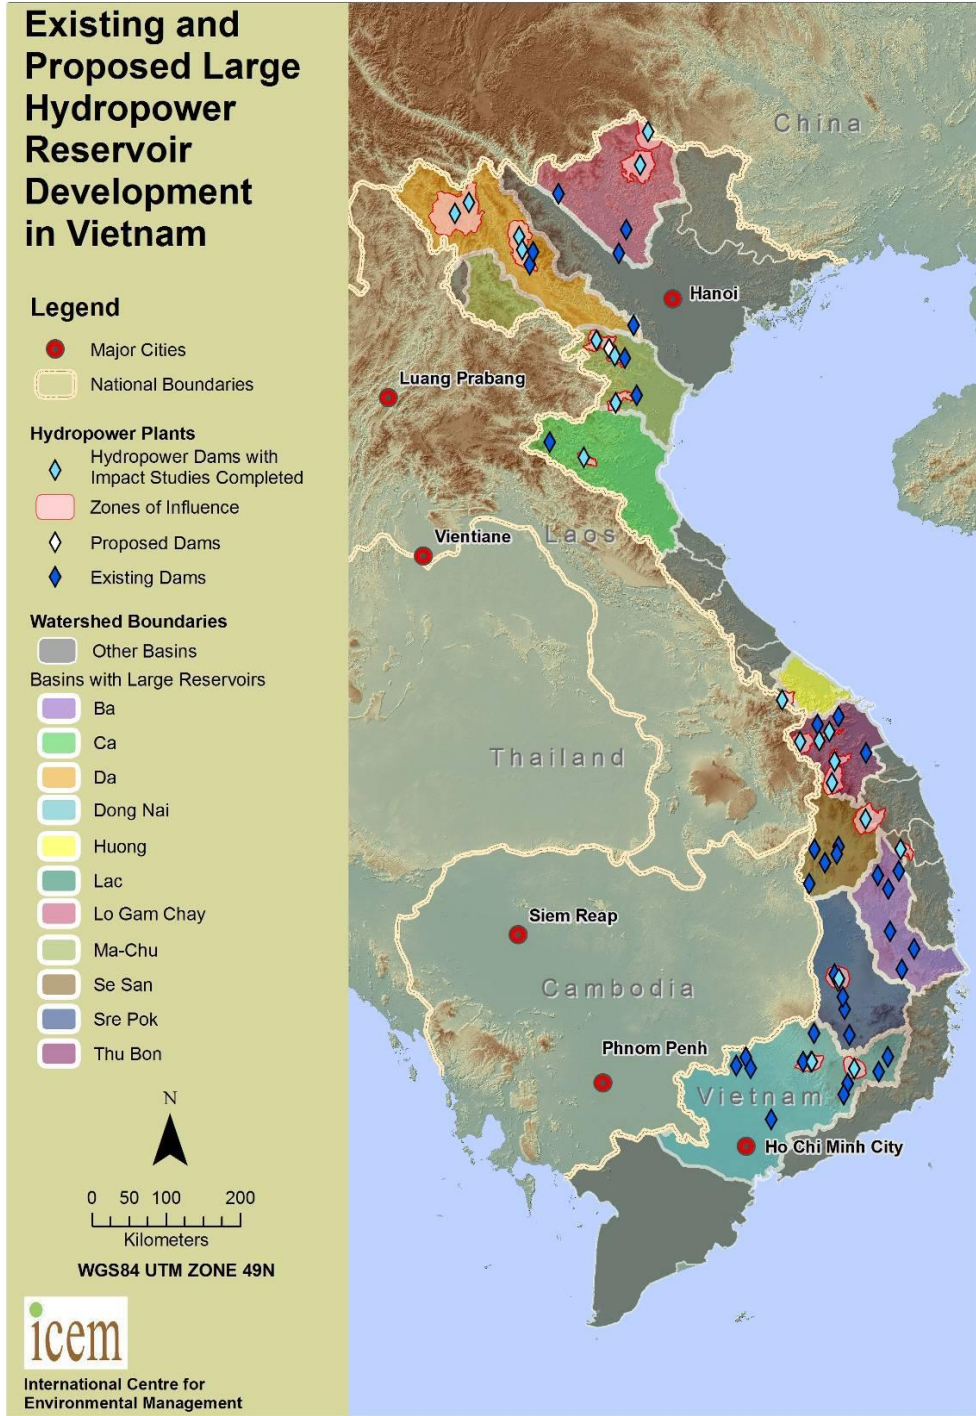 Existing and
Proposed Large
Hydropower
Reservoir
Development
in Vietnam
Legend
Major Cities
National Boundaries
Hydropower Plants
Hydropower Dams with
Impact Studies Completed
Zones of Influence
Proposed Dams
Existing Dams
Watershed Boundaries
Other Basins
Basins with Large Reservoirs
Ba
Ca
Da
Dong Nai
Huong
Lac
Lo Gam Chay
Ma-Chu
Se San
Sre Pok
Thu Bon
N
0 50 100 200
Kilometers
WGS84 UTM ZONE 49N
icem
International Centre for
Environmental Management
China
Hanoi
Luang Prabang
Vientiane
Laos
Thailand
Siem Reap
Cambodia
Phnom Penh
Vietnam
Ho Chi Minh City